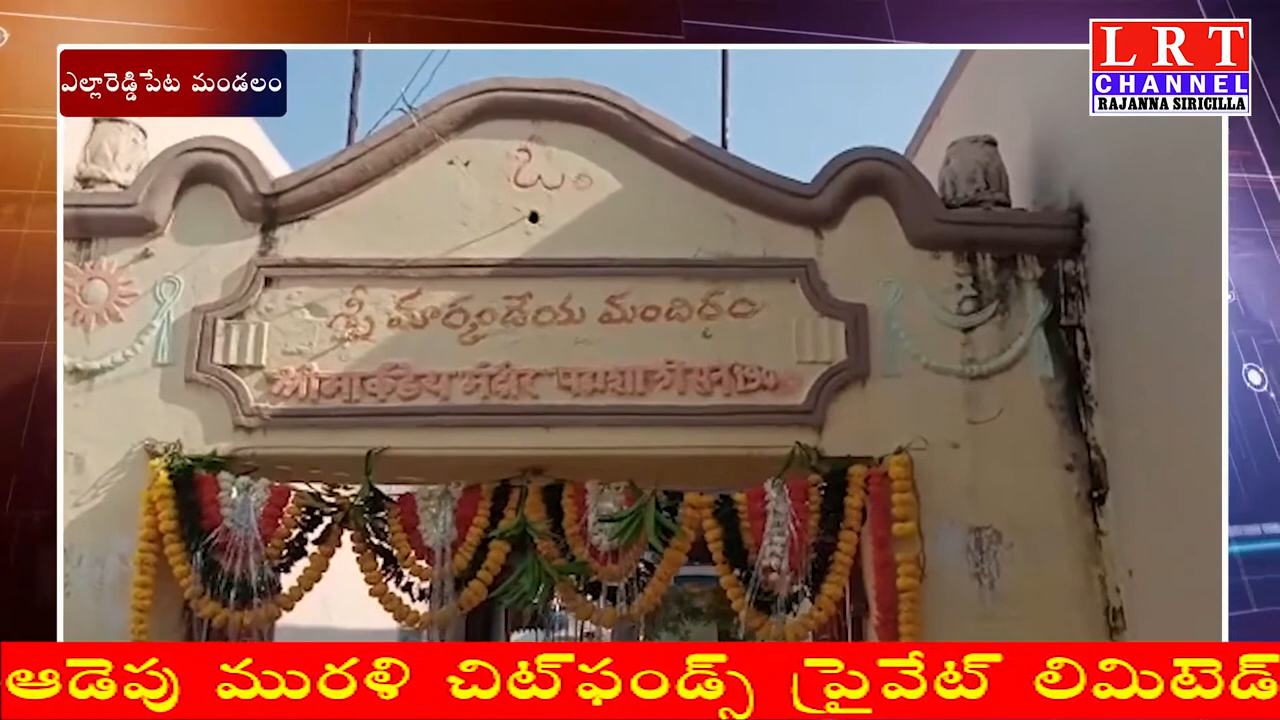 ఎల్లారెడ్డిపేట మండలం
LRT
CHANNEL
RAJANNA SIRICILLA
ఓం
శ్రీ మార్కండేయ మందిరం
ఆడెపు మురళి చిట్‌ఫండ్స్ ప్రైవేట్ లిమిటెడ్